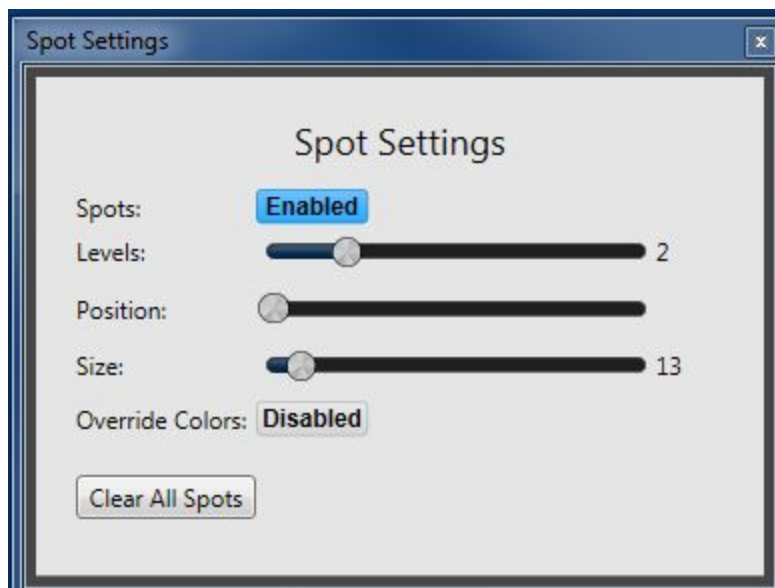 Spot Settings
x
Spot Settings
Spots: Enabled
Levels: 2
Position:
Size: 13
Override Colors: Disabled
Clear All Spots